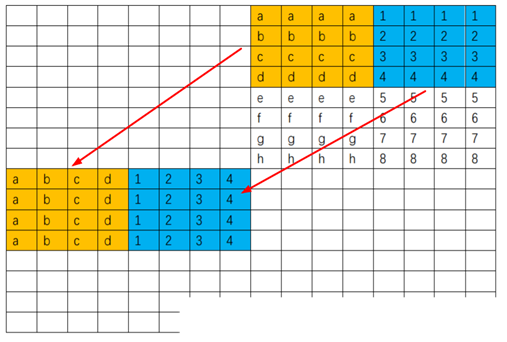 a a a a 1 1 1 1
b b b b 2 2 2 2
c c c c 3 3 3 3
d d d d 4 4 4 4
e e e e 5 5 5 5
f f f f 6 6 6 6
g g g g 7 7 7 7
h h h h 8 8 8 8
a b c d 1 2 3 4
a b c d 1 2 3 4
a b c d 1 2 3 4
a b c d 1 2 3 4